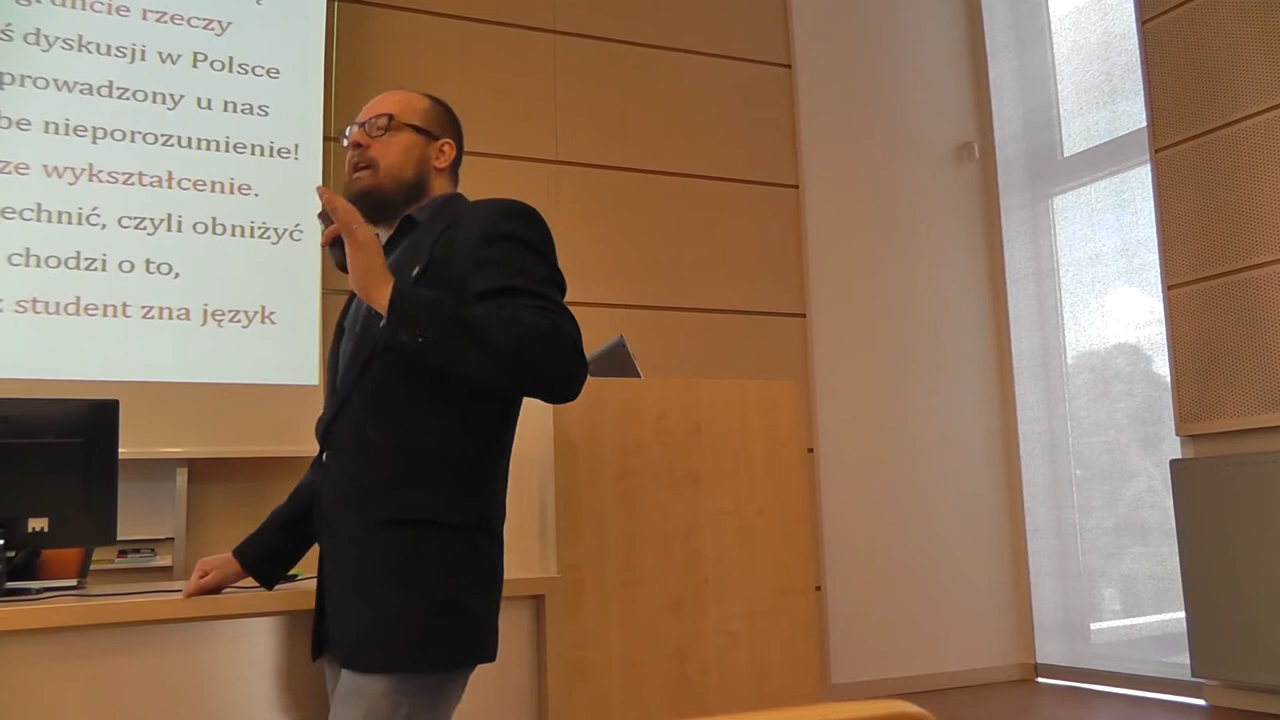 gruncie rzeczy
ś dyskusji w Polsce
prowadzony u nas
be nieporozumienie!
ze wykształcenie.
echnić, czyli obniżyć
chodzi o to,
z student zna język